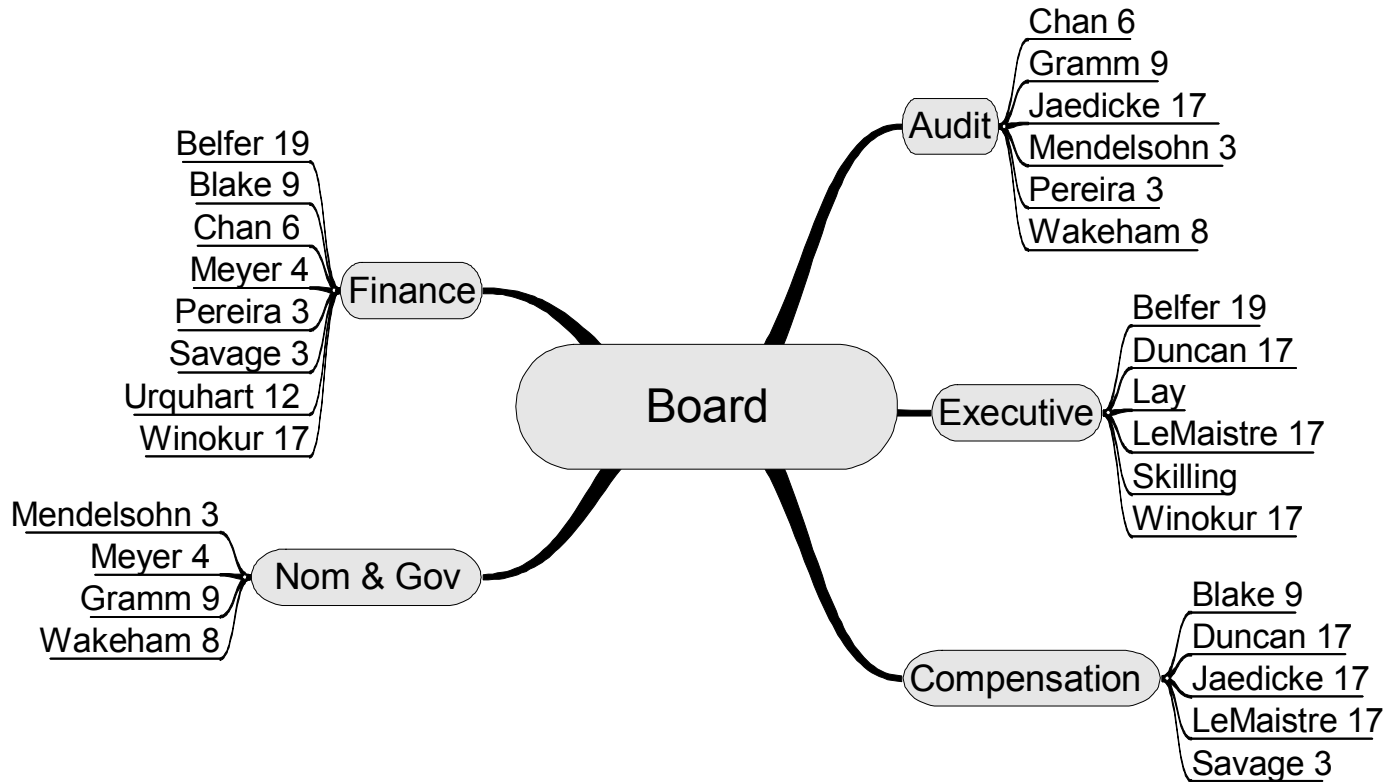 Board
Audit
Chan 6
Gramm 9
Jaedicke 17
Mendelsohn 3
Pereira 3
Wakeham 8
Executive
Belfer 19
Duncan 17
Lay
LeMaistre 17
Skilling
Winokur 17
Compensation
Blake 9
Duncan 17
Jaedicke 17
LeMaistre 17
Savage 3
Finance
Belfer 19
Blake 9
Chan 6
Meyer 4
Pereira 3
Savage 3
Urquhart 12
Winokur 17
Nom & Gov
Mendelsohn 3
Meyer 4
Gramm 9
Wakeham 8